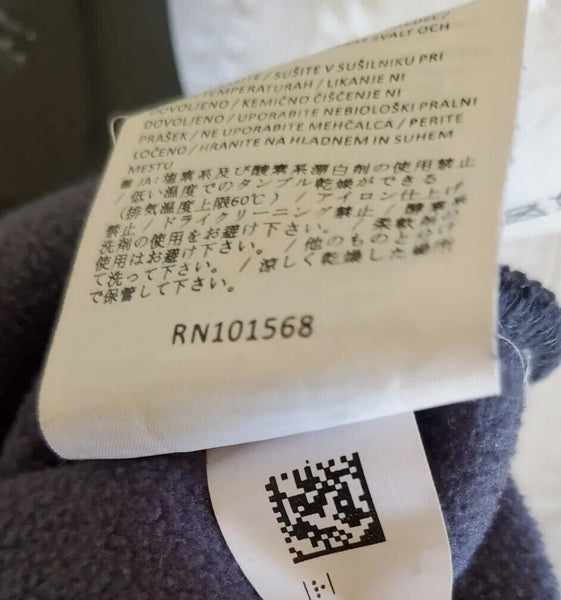 SVALT OCH
/ SUŠITE V SUŠILNIKU PRI
TEMPERATURAH / LIKANJE NI
DOVOLJENO / KEMIČNO ČIŠČENJE NI
DOVOLJENO / UPORABITE NEBIOLOŠKI PRALNI
PRAŠEK / NE UPORABITE MEHČALCA / PERITE
LOČENO / HRANITE NA HLADNEM IN SUHEM
MESTU
JA: 塩素系及び酸素系漂白剤の使用禁止
/ 低い温度でのタンブル乾燥ができる
(排気温度上限60℃) / アイロン仕上げ
禁止 / ドライクリーニング禁止 / 酵素系
洗剤の使用をお避け下さい。 / 柔軟剤の
使用はお避け下さい。 / 他のものと分け
て洗って下さい。 / 涼しく乾燥した場所
で保管して下さい。
RN101568